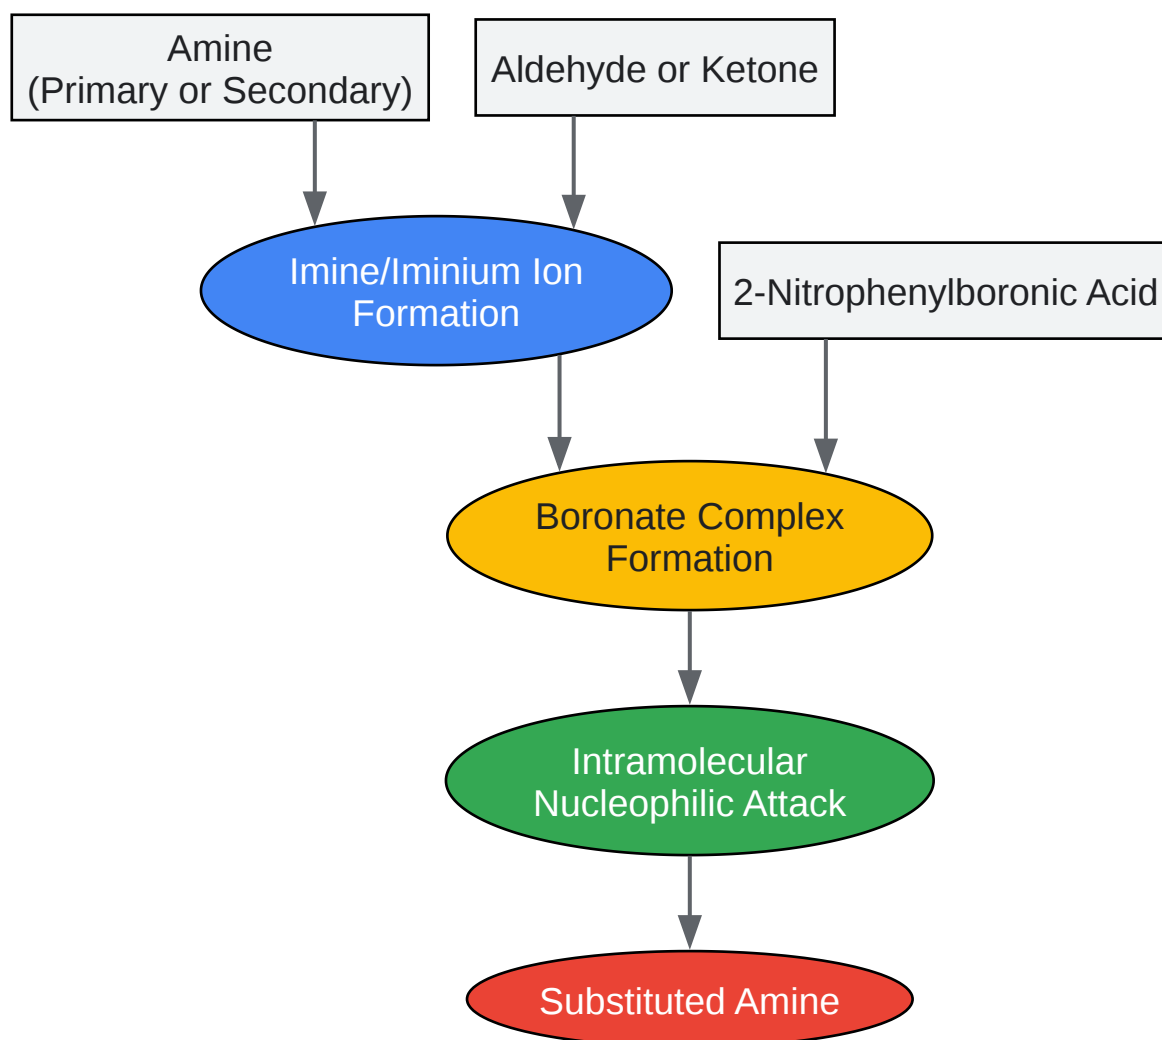 Amine
(Primary or Secondary)
Aldehyde or Ketone
Imine/Iminium Ion
Formation
2-Nitrophenylboronic Acid
Boronate Complex
Formation
Intramolecular
Nucleophilic Attack
Substituted Amine